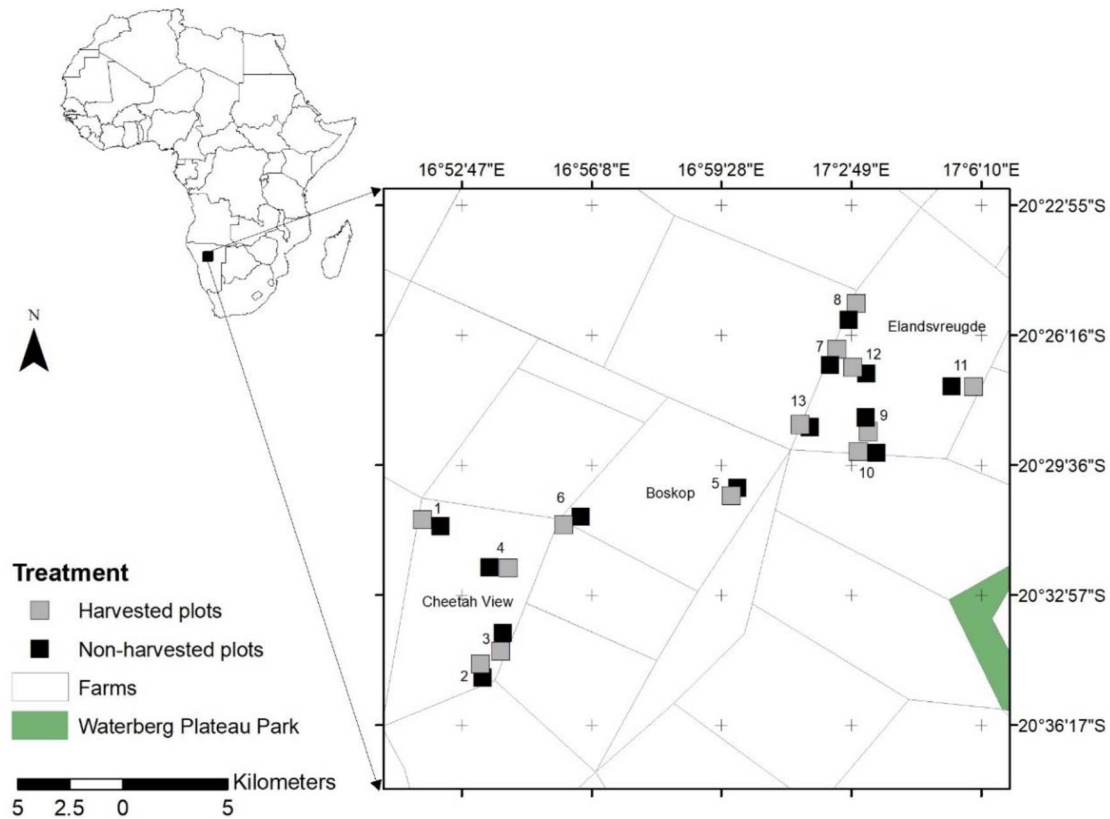 16°52'47"E 16°56'8"E 16°59'28"E 17°2'49"E 17°6'10"E
20°22'55"S
8
Elandsvreugde
20°26'16"S
7
12
11
13
9
20°29'36"S
10
5
Boskop
6
1
4
20°32'57"S
Cheetah View
3
2
20°36'17"S
N
Treatment
Harvested plots
Non-harvested plots
Farms
Waterberg Plateau Park
Kilometers
5 2.5 0 5